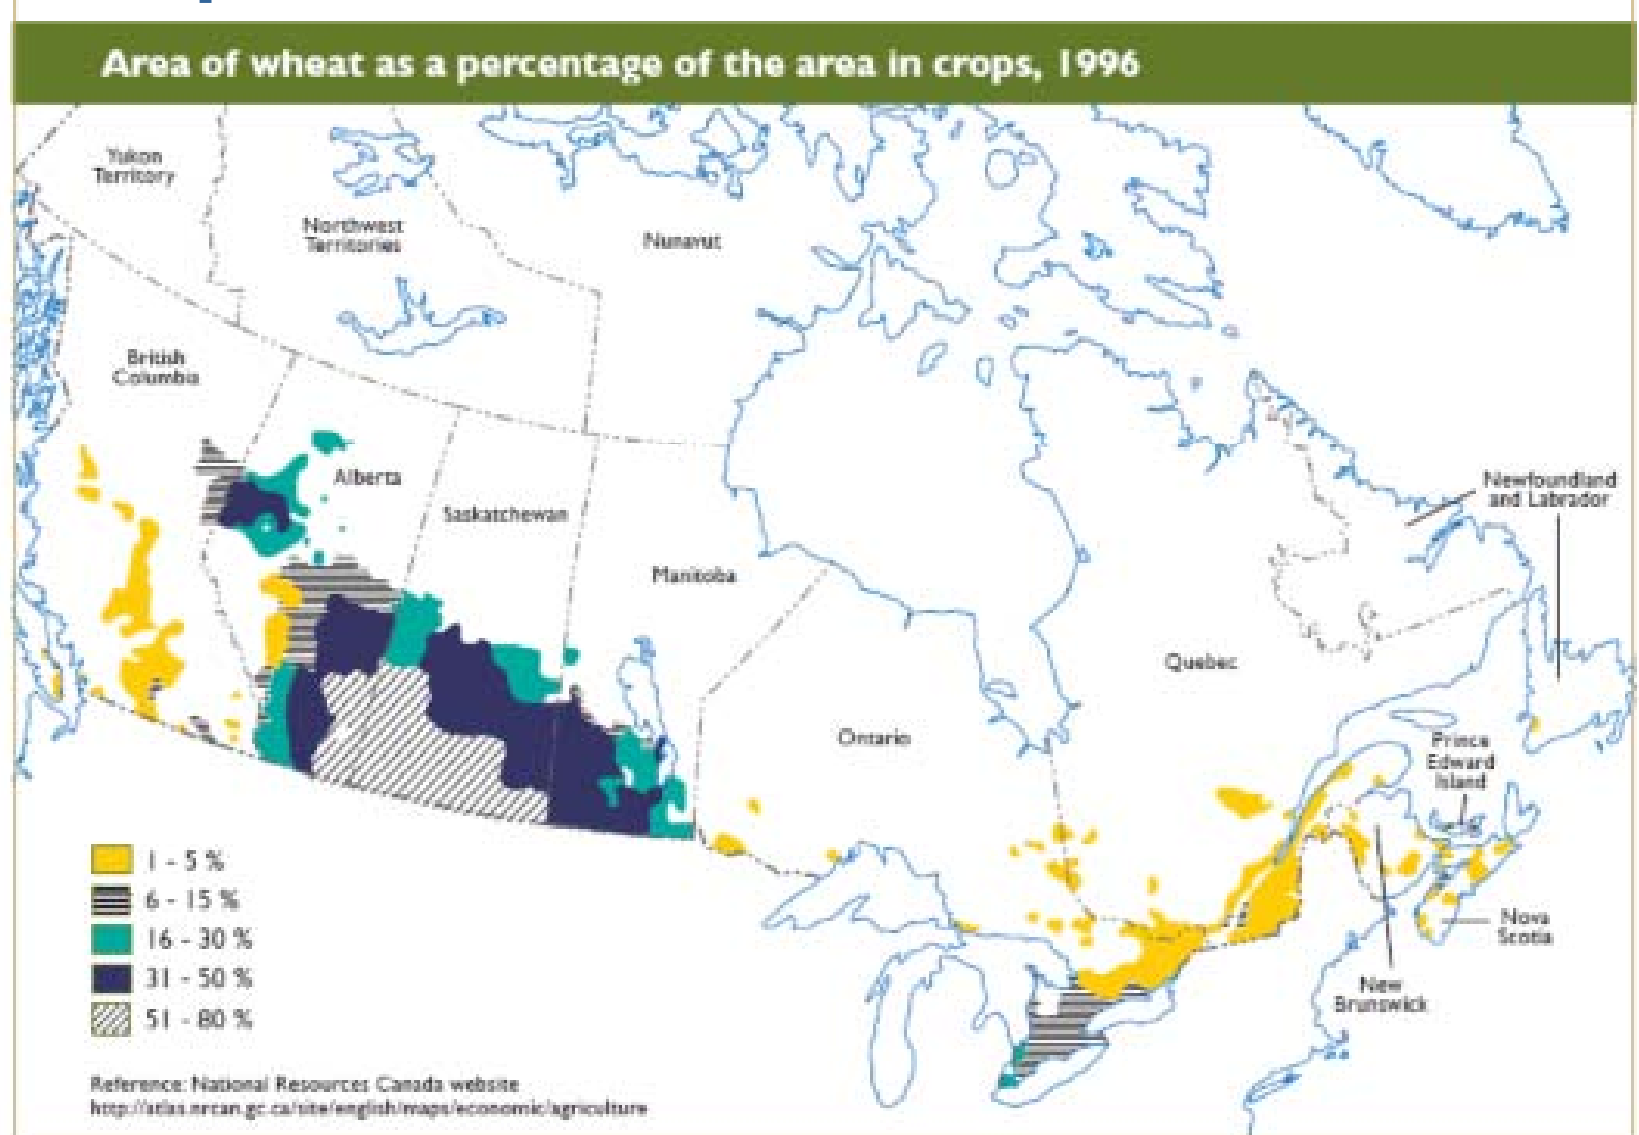 Area of wheat as a percentage of the area in crops, 1996
Yukon
Territory
Northwest
Territories
Nunavut
British
Columbia
Alberta
Saskatchewan
Manitoba
Newfoundland
and Labrador
Quebec
Ontario
Prince
Edward
Island
Nova
Scotia
New
Brunswick
1 - 5 %
6 - 15 %
16 - 30 %
31 - 50 %
51 - 80 %
Reference: National Resources Canada website
http://atlas.nrcan.gc.ca/site/english/maps/economic/agriculture